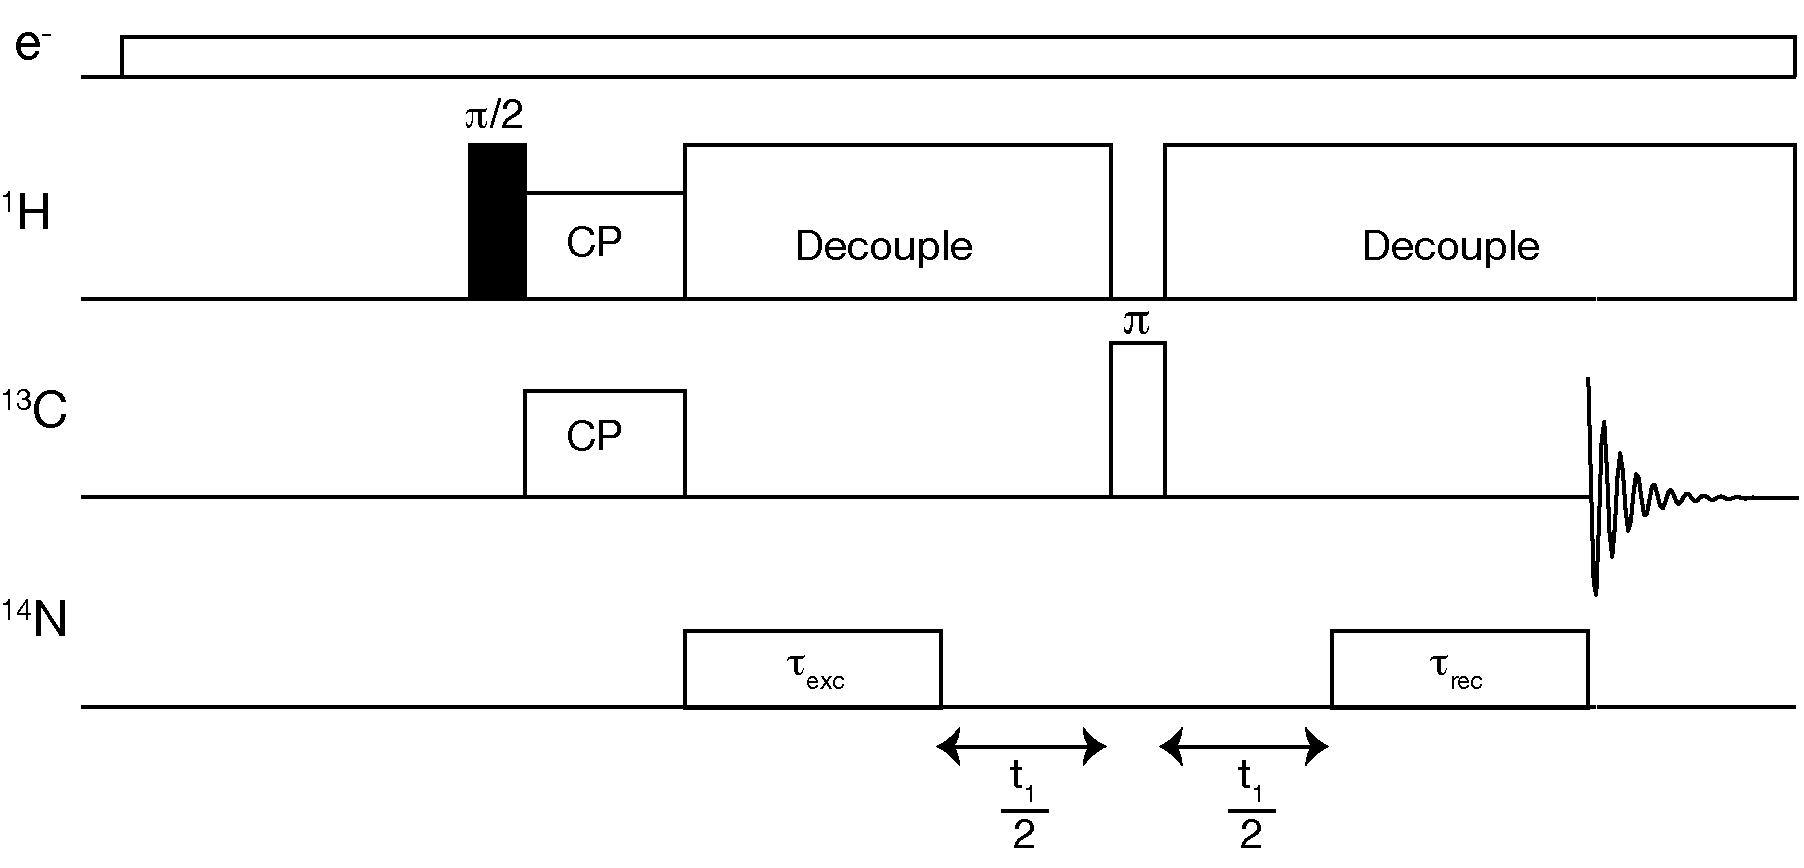 e⁻
π/2
¹H
CP
Decouple
Decouple
π
¹³C
CP
¹⁴N
τexc
τrec
t₁
2
t₁
2